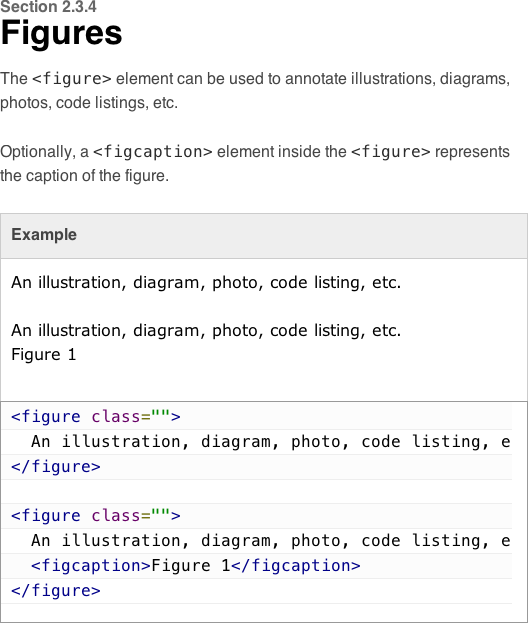 Section 2.3.4
Figures
The <figure> element can be used to annotate illustrations, diagrams,
photos, code listings, etc.
Optionally, a <figcaption> element inside the <figure> represents
the caption of the figure.
Example
An illustration, diagram, photo, code listing, etc.
An illustration, diagram, photo, code listing, etc.
Figure 1
<figure class="">
  An illustration, diagram, photo, code listing, e
</figure>
<figure class="">
  An illustration, diagram, photo, code listing, e
  <figcaption>Figure 1</figcaption>
</figure>